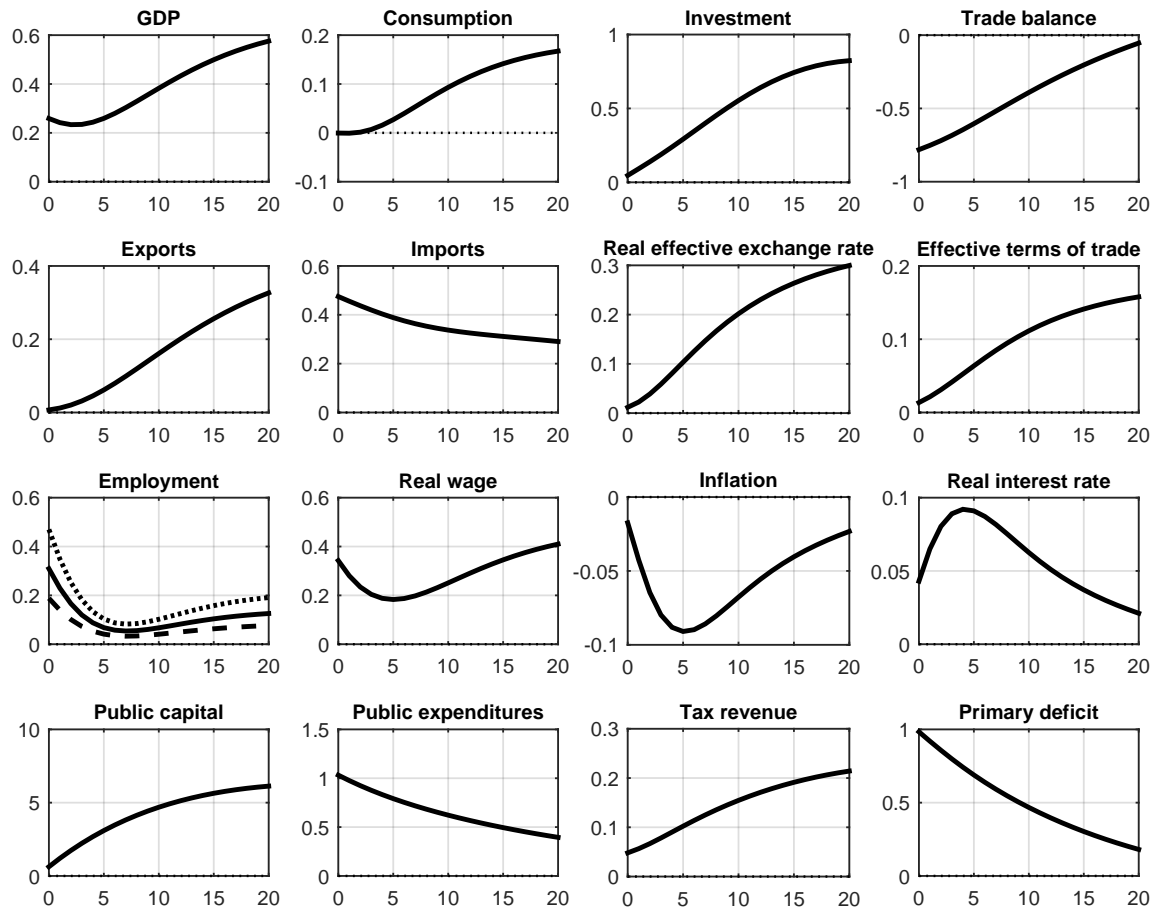 GDP
0.6
0.4
0.2
0
0 5 10 15 20
Consumption
0.2
0.1
0
-0.1
0 5 10 15 20
Investment
1
0.5
0
0 5 10 15 20
Trade balance
0
-0.5
-1
0 5 10 15 20
Exports
0.4
0.2
0
0 5 10 15 20
Imports
0.6
0.4
0.2
0
0 5 10 15 20
Real effective exchange rate
0.3
0.2
0.1
0
0 5 10 15 20
Effective terms of trade
0.2
0.1
0
0 5 10 15 20
Employment
0.6
0.4
0.2
0
0 5 10 15 20
Real wage
0.6
0.4
0.2
0
0 5 10 15 20
Inflation
0
-0.05
-0.1
0 5 10 15 20
Real interest rate
0.1
0.05
0
0 5 10 15 20
Public capital
10
5
0
0 5 10 15 20
Public expenditures
1.5
1
0.5
0
0 5 10 15 20
Tax revenue
0.3
0.2
0.1
0
0 5 10 15 20
Primary deficit
1
0.5
0
0 5 10 15 20